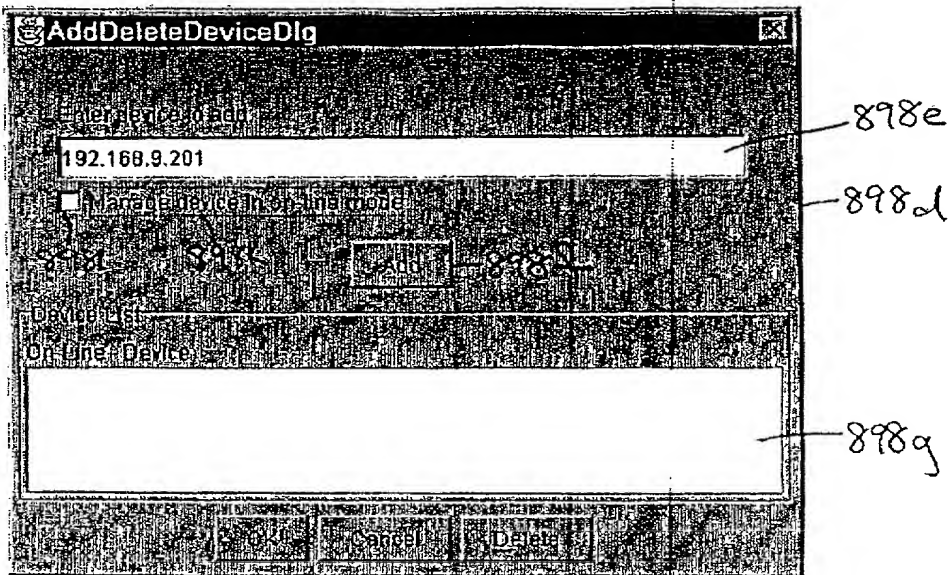 AddDeleteDeviceDlg
Enter device to add
898e
192.168.9.201
Manage device in on-line mode
898d
Add
Device List
On-Line Device
898g
OK
Cancel
Delete